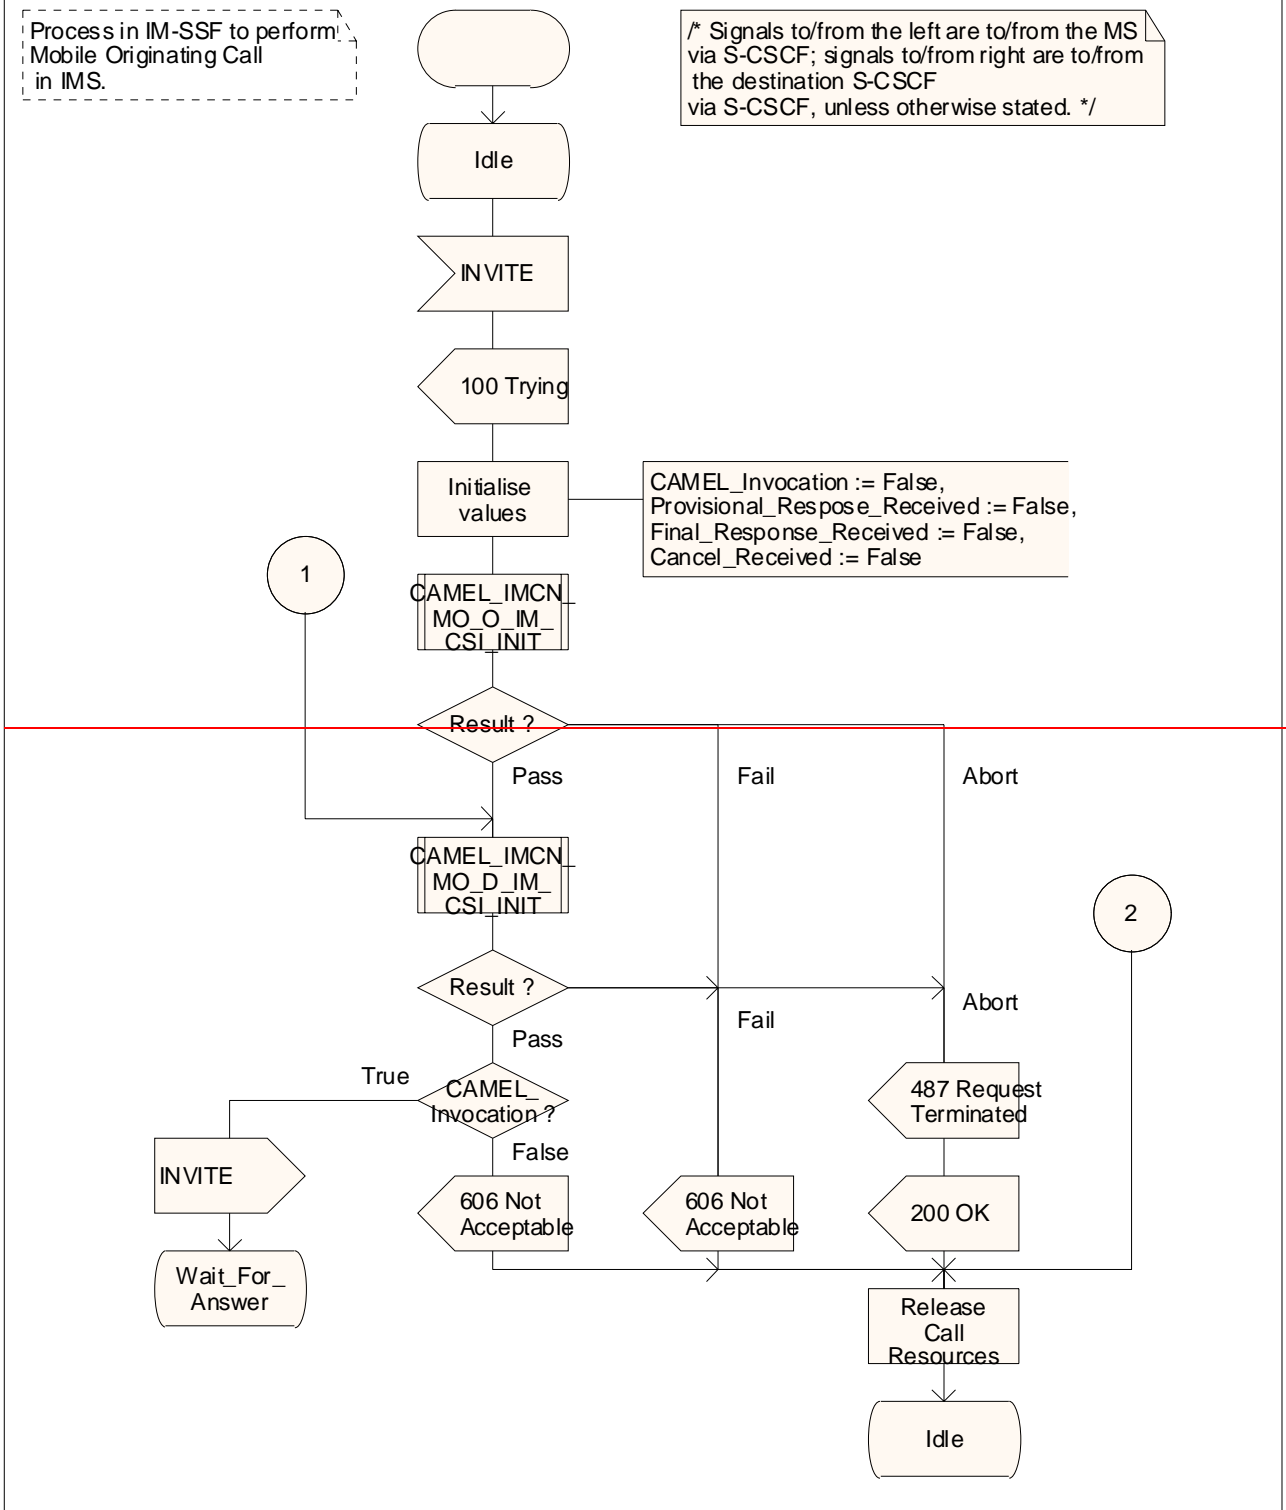 Process in IM-SSF to perform
Mobile Originating Call
in IMS.
/* Signals to/from the left are to/from the MS
via S-CSCF; signals to/from right are to/from
the destination S-CSCF
via S-CSCF, unless otherwise stated. */
Idle
INVITE
100 Trying
Initialise
values
CAMEL_Invocation := False,
Provisional_Respose_Received := False,
Final_Response_Received := False,
Cancel_Received := False
1
CAMEL_IMCN_
MO_O_IM_
CSI_INIT
Result ?
Pass
Fail
Abort
CAMEL_IMCN_
MO_D_IM_
CSI_INIT
2
Result ?
Pass
Fail
Abort
True
CAMEL_
Invocation ?
False
487 Request
Terminated
INVITE
606 Not
Acceptable
606 Not
Acceptable
200 OK
Wait_For_
Answer
Release
Call
Resources
Idle